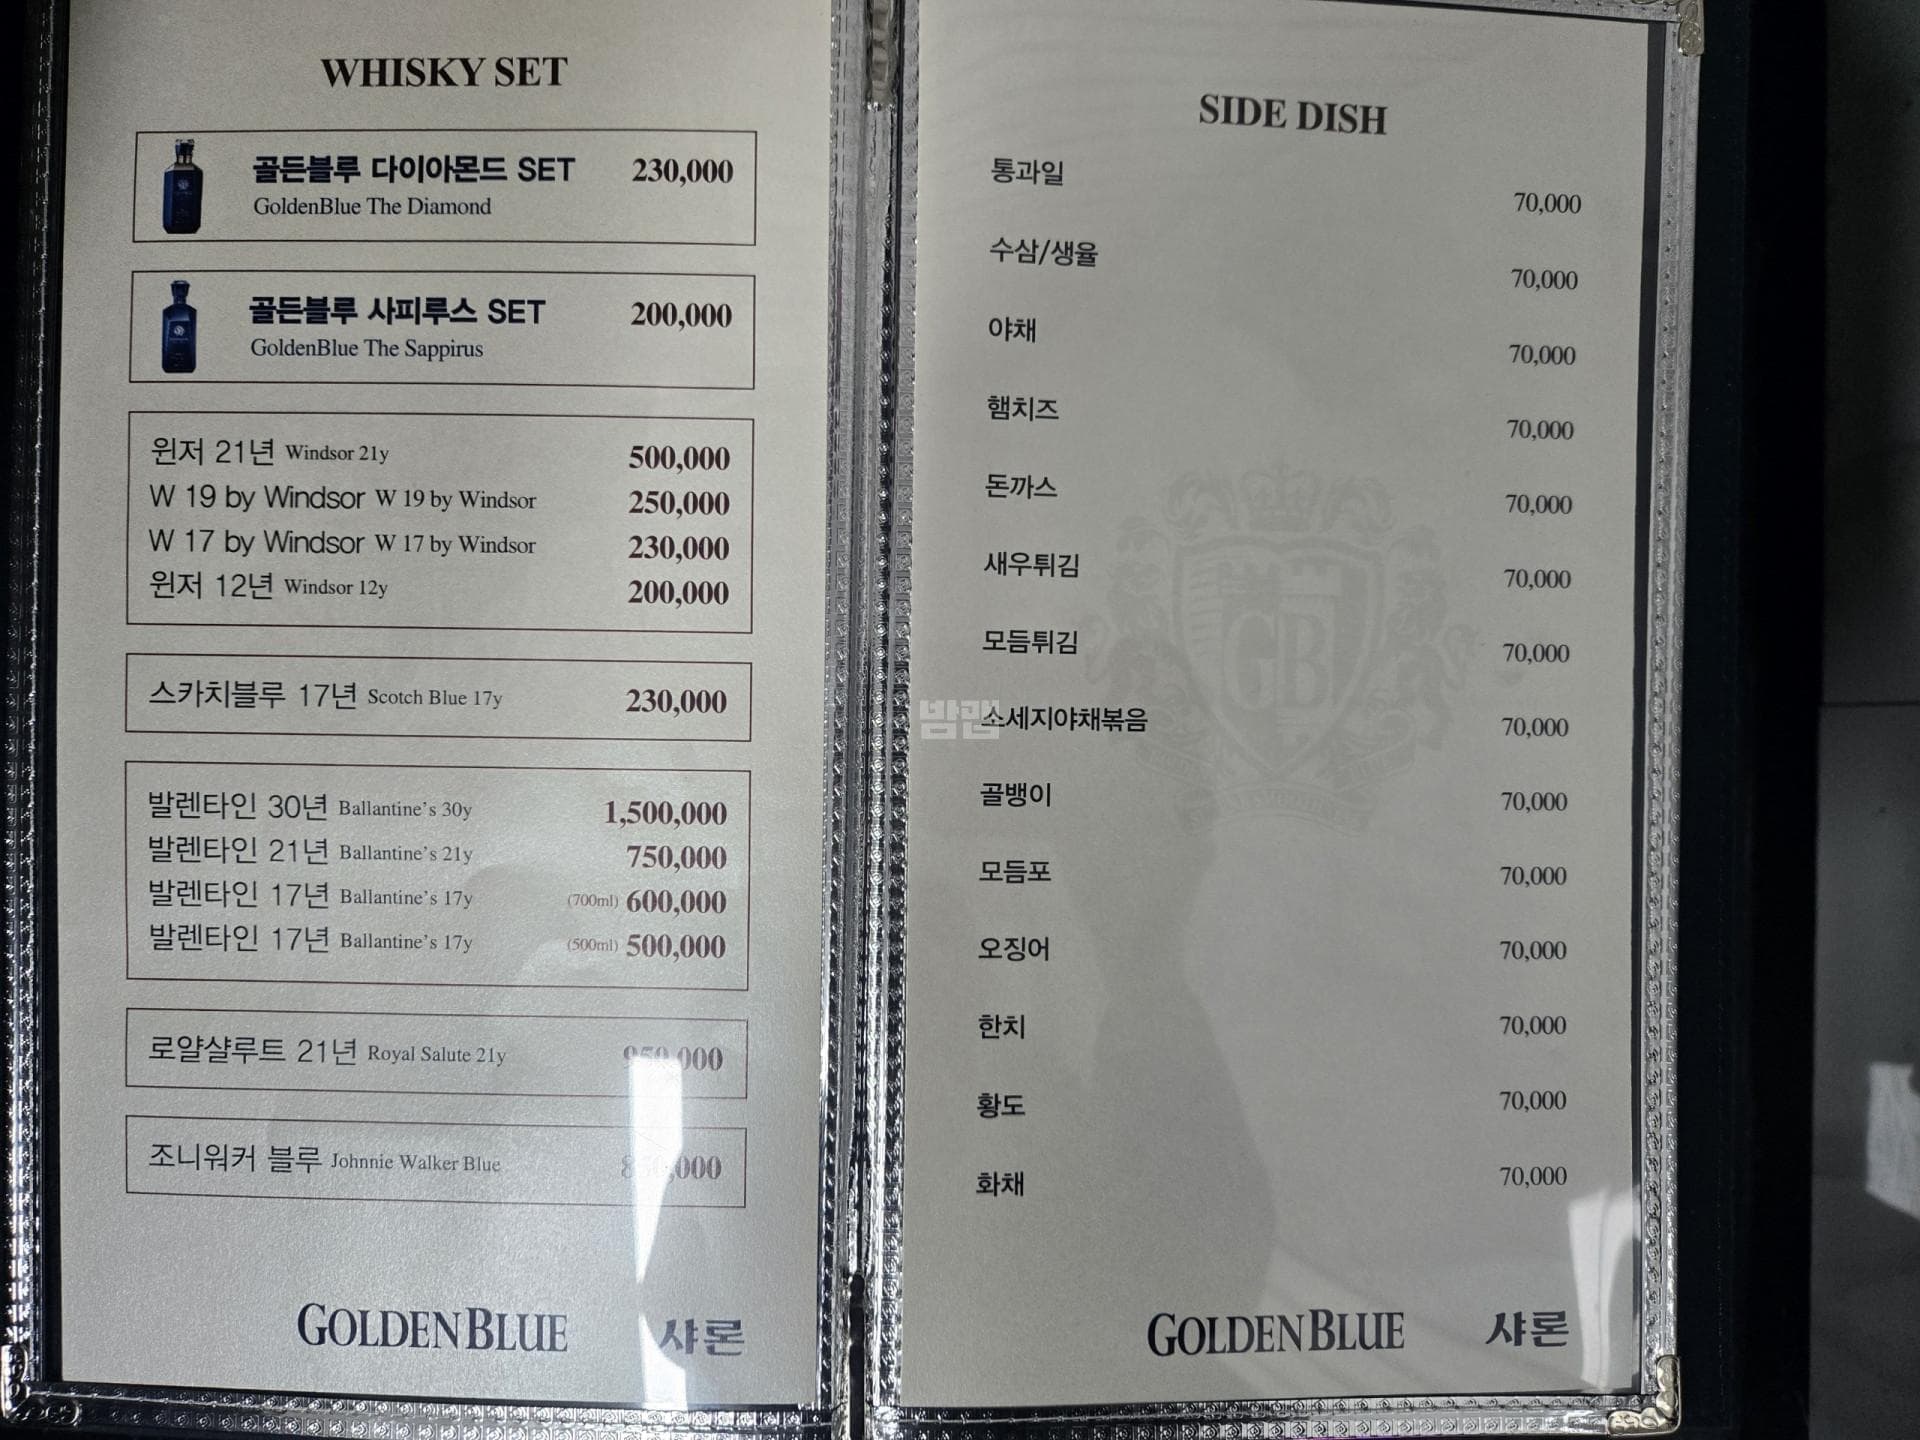 WHISKY SET
골든블루 다이아몬드 SET 230,000
GoldenBlue The Diamond
골든블루 사피루스 SET 200,000
GoldenBlue The Sappirus
윈저 21년 Windsor 21y 500,000
W 19 by Windsor W 19 by Windsor 250,000
W 17 by Windsor W 17 by Windsor 230,000
윈저 12년 Windsor 12y 200,000
스카치블루 17년 Scotch Blue 17y 230,000
발렌타인 30년 Ballantine's 30y 1,500,000
발렌타인 21년 Ballantine's 21y 750,000
발렌타인 17년 Ballantine's 17y (700ml) 600,000
발렌타인 17년 Ballantine's 17y (500ml) 500,000
로얄샬루트 21년 Royal Salute 21y
조니워커 블루 Johnnie Walker Blue
GOLDENBLUE 샤론
SIDE DISH
통과일 70,000
수삼/생율 70,000
야채 70,000
햄치즈 70,000
돈까스 70,000
새우튀김 70,000
모듬튀김 70,000
소세지야채볶음 70,000
골뱅이 70,000
모듬포 70,000
오징어 70,000
한치 70,000
황도 70,000
화채 70,000
GB
GOLDENBLUE 샤론
밤맵